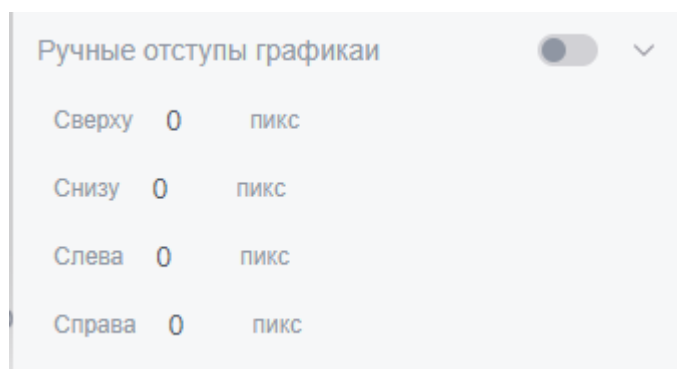 Ручные отступы графикаи
Сверху 0 пикс
Снизу 0 пикс
Слева 0 пикс
Справа 0 пикс